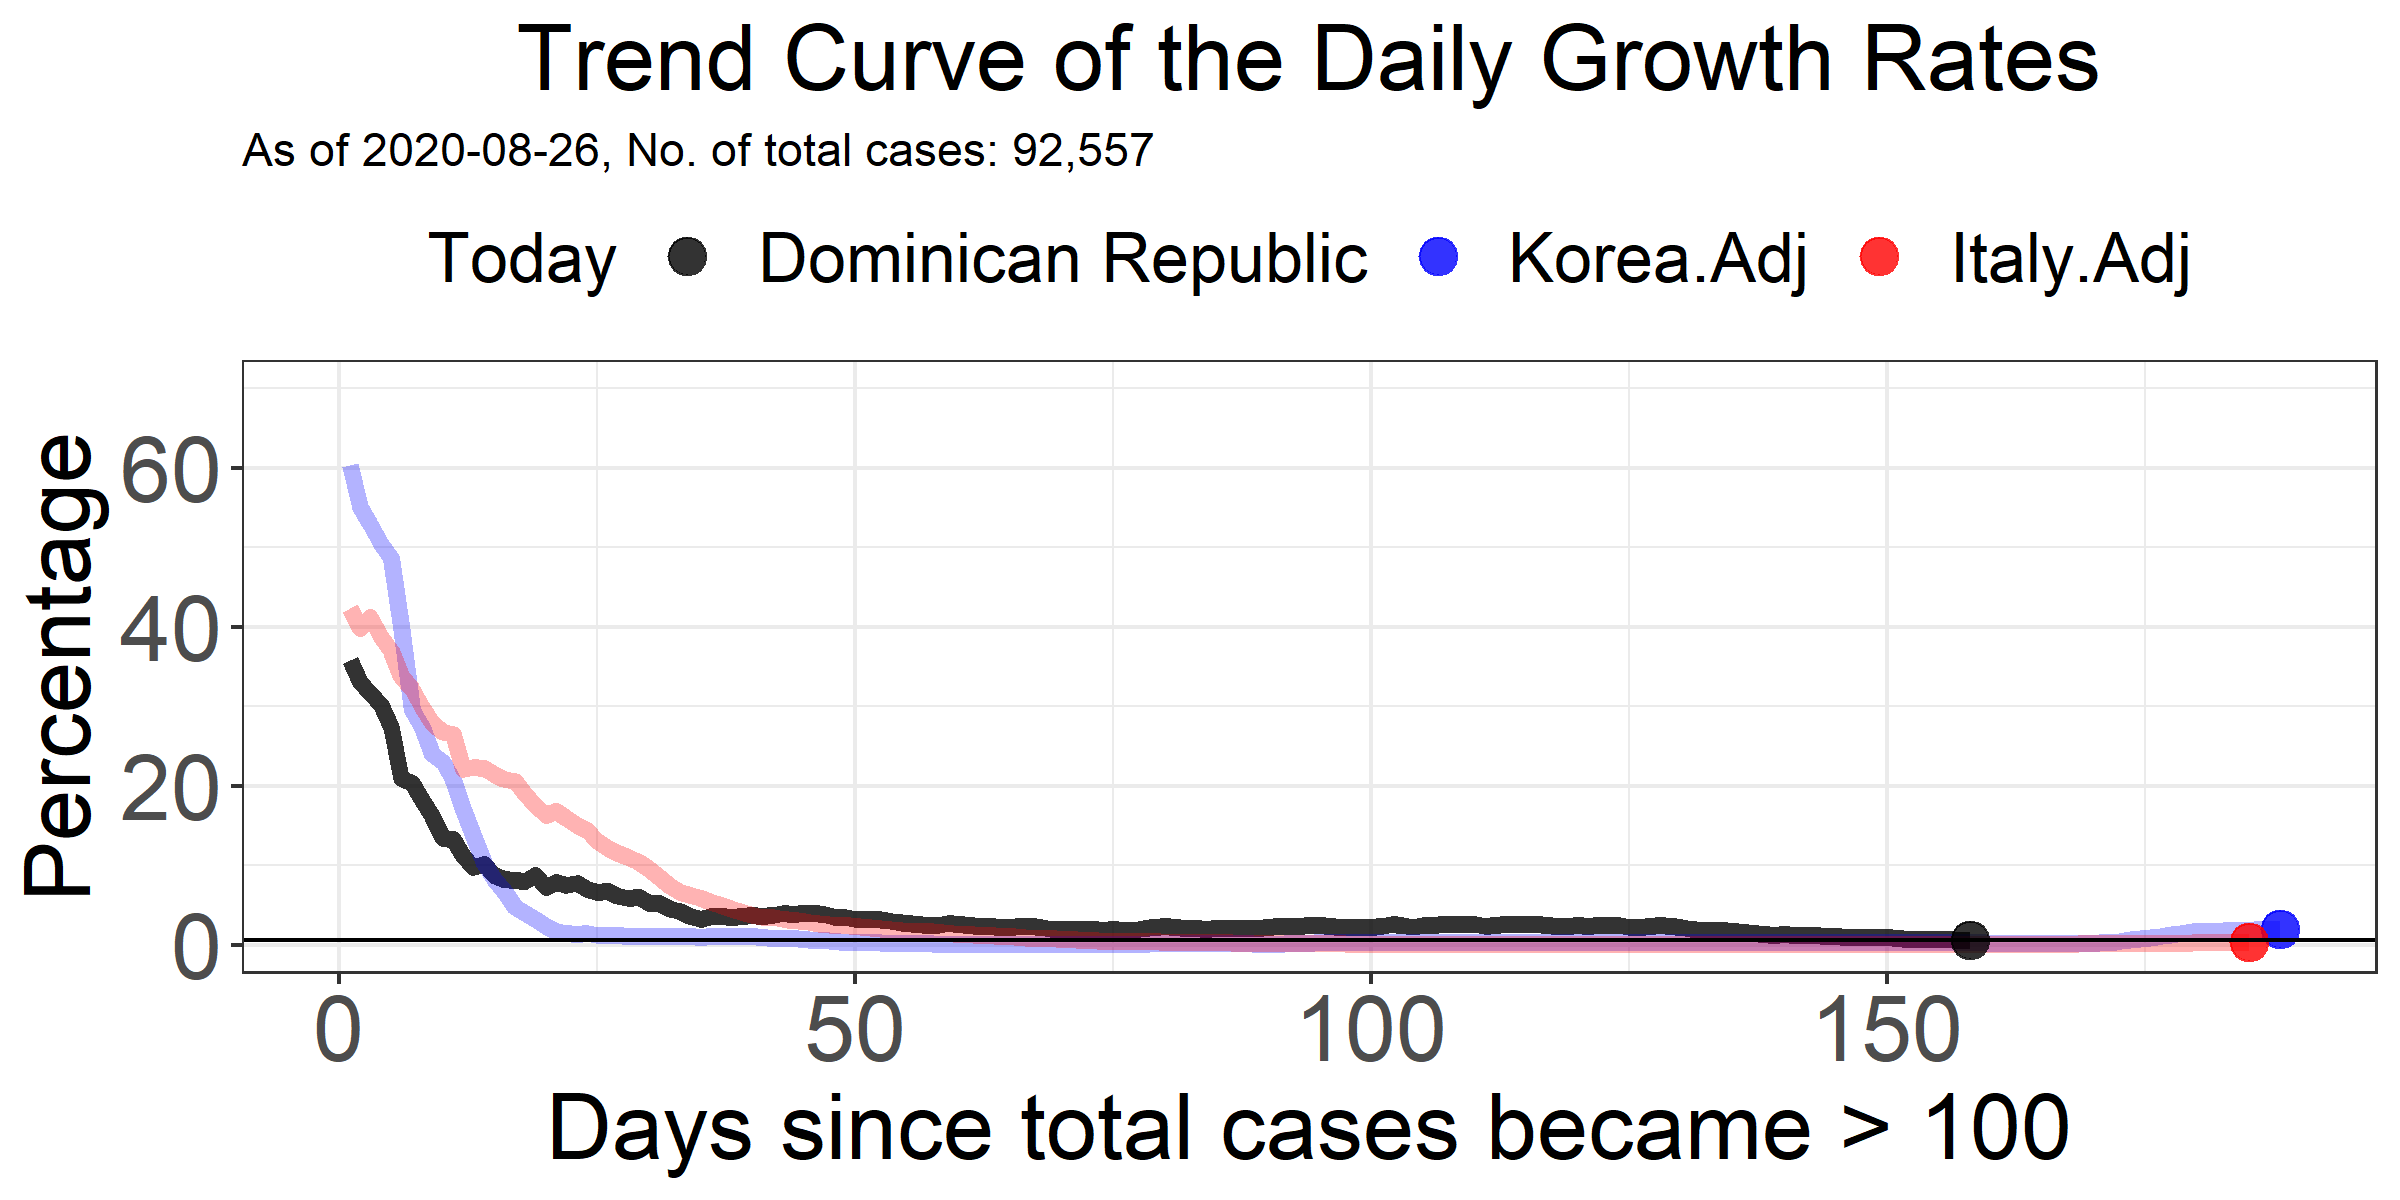 Trend Curve of the Daily Growth Rates
As of 2020-08-26, No. of total cases: 92,557
Today Dominican Republic Korea.Adj Italy.Adj
Percentage
60
40
20
0
0 50 100 150
Days since total cases became > 100